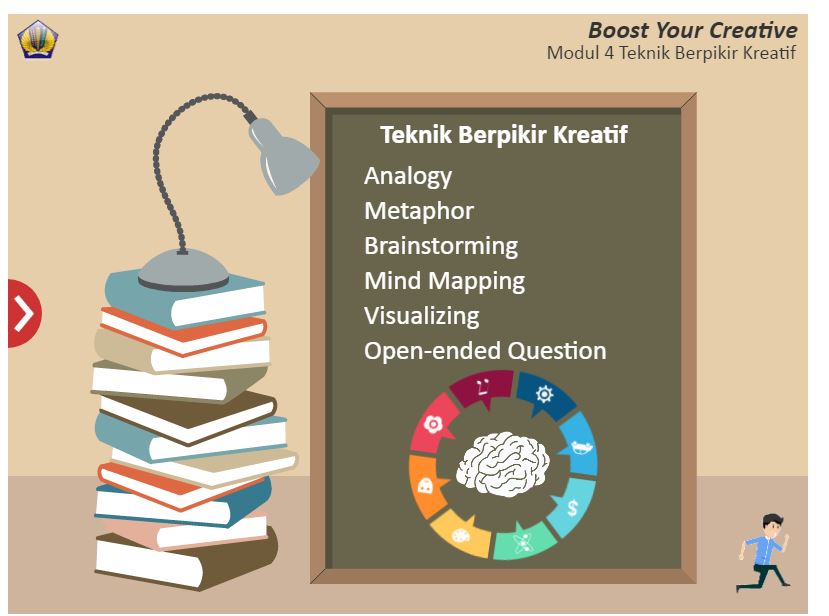 Boost Your Creative
Modul 4 Teknik Berpikir Kreatif
Teknik Berpikir Kreatif
Analogy
Metaphor
Brainstorming
Mind Mapping
Visualizing
Open-ended Question
$